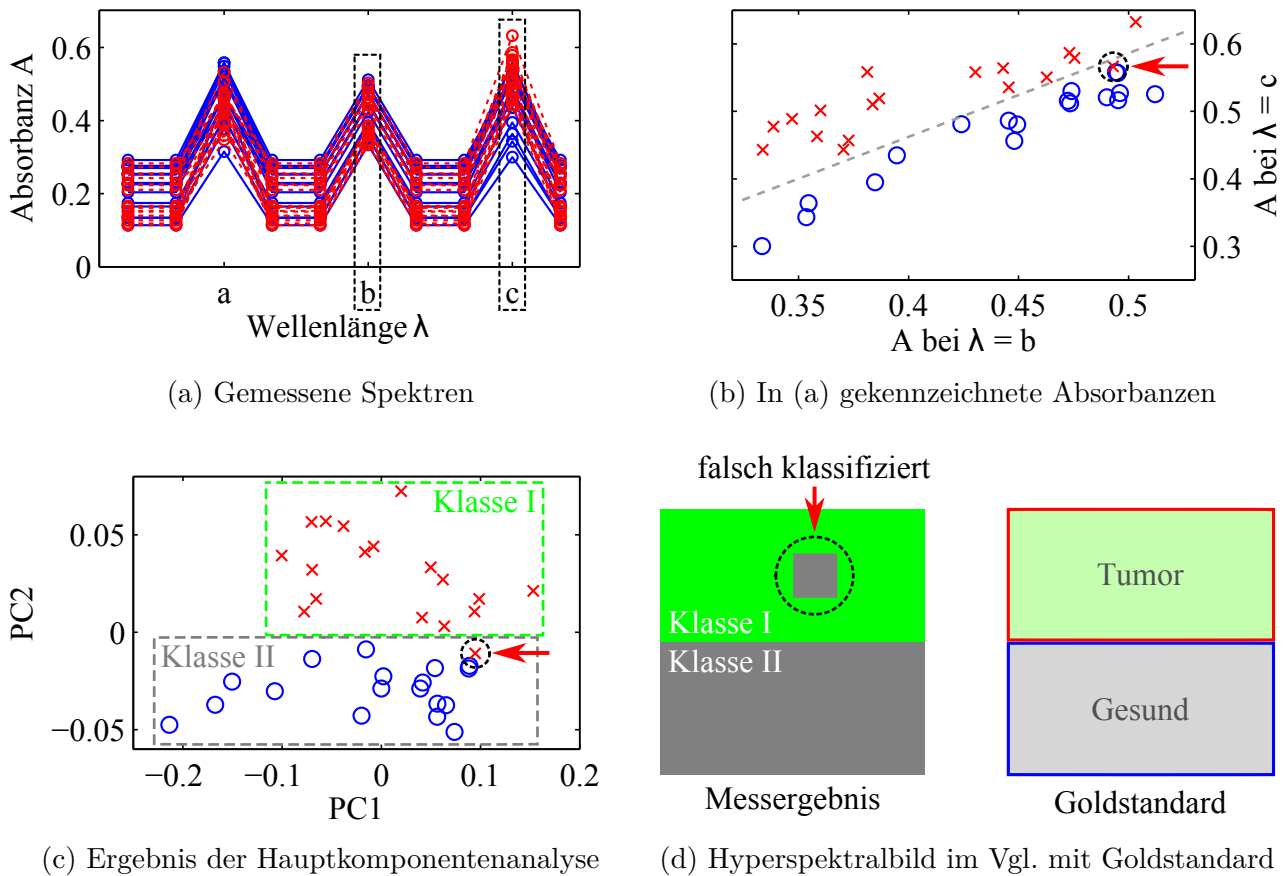 Absorbanz A
0.6
0.4
0.2
0
a
b
c
Wellenlänge λ
(a) Gemessene Spektren
0.6
0.5
0.4
0.3
A bei λ = c
0.35
0.4
0.45
0.5
A bei λ = b
(b) In (a) gekennzeichnete Absorbanzen
PC2
0.05
0
−0.05
Klasse I
Klasse II
−0.2
−0.1
0
0.1
0.2
PC1
(c) Ergebnis der Hauptkomponentenanalyse
falsch klassifiziert
Klasse I
Klasse II
Messergebnis
Tumor
Gesund
Goldstandard
(d) Hyperspektralbild im Vgl. mit Goldstandard